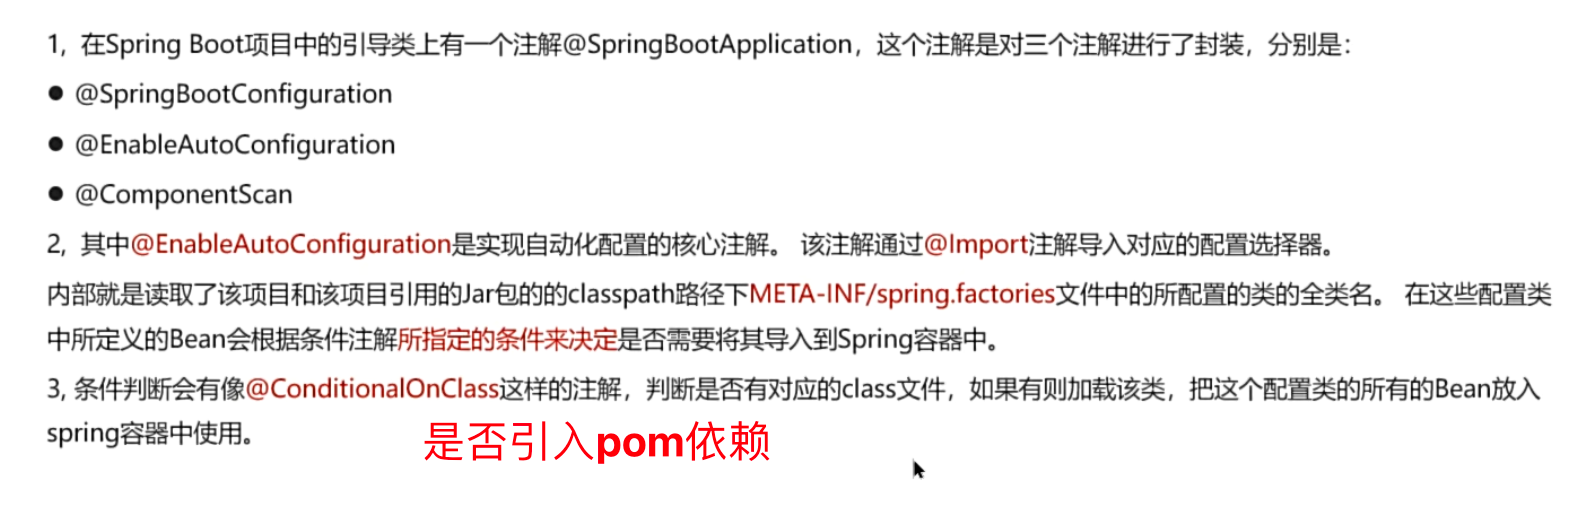 1，在Spring Boot项目中的引导类上有一个注解@SpringBootApplication，这个注解是对三个注解进行了封装，分别是：
● @SpringBootConfiguration
● @EnableAutoConfiguration
● @ComponentScan
2，其中@EnableAutoConfiguration是实现自动化配置的核心注解。 该注解通过@Import注解导入对应的配置选择器。
内部就是读取了该项目和该项目引用的Jar包的的classpath路径下META-INF/spring.factories文件中的所配置的类的全类名。 在这些配置类
中所定义的Bean会根据条件注解所指定的条件来决定是否需要将其导入到Spring容器中。
3, 条件判断会有像@ConditionalOnClass这样的注解，判断是否有对应的class文件，如果有则加载该类，把这个配置类的所有的Bean放入
spring容器中使用。
是否引入pom依赖